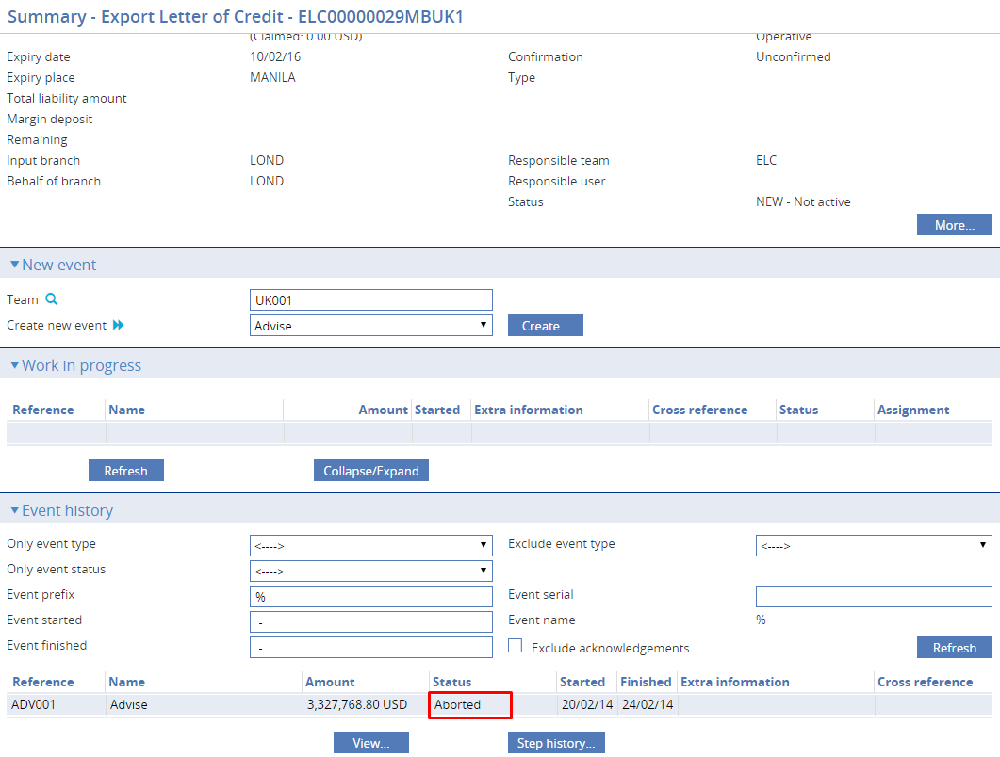 Summary - Export Letter of Credit - ELC00000029MBUK1
(Claimed: 0.00 USD) Operative
Expiry date 10/02/16 Confirmation Unconfirmed
Expiry place MANILA Type
Total liability amount
Margin deposit
Remaining
Input branch LOND Responsible team ELC
Behalf of branch LOND Responsible user
Status NEW - Not active
More...
New event
Team UK001
Create new event Advise Create...
Work in progress
Reference Name Amount Started Extra information Cross reference Status Assignment
Refresh Collapse/Expand
Event history
Only event type <----> Exclude event type <---->
Only event status <---->
Event prefix % Event serial
Event started - Event name %
Event finished - Exclude acknowledgements Refresh
Reference Name Amount Status Started Finished Extra information Cross reference
ADV001 Advise 3,327,768.80 USD Aborted 20/02/14 24/02/14
View... Step history...